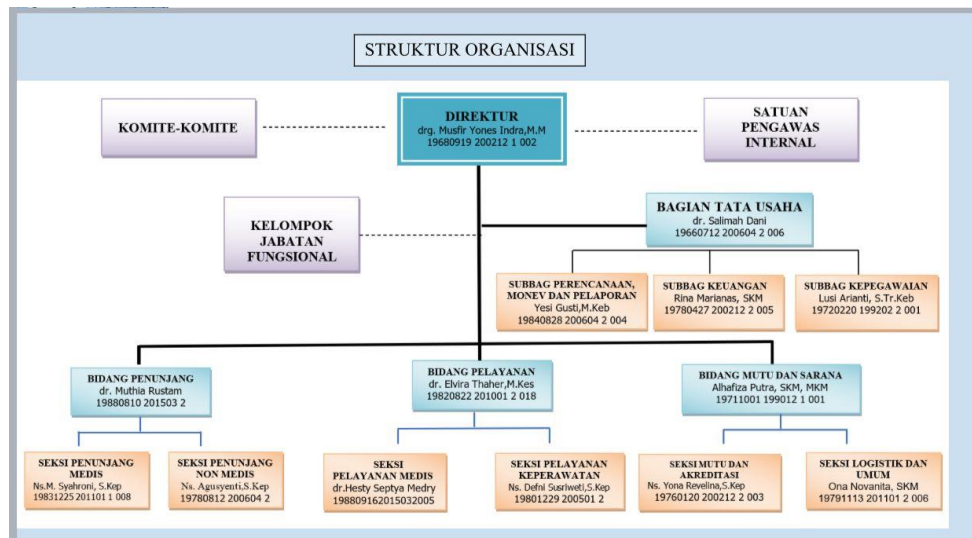 STRUKTUR ORGANISASI
KOMITE-KOMITE
DIREKTUR
drg. Musfir Yones Indra,M.M
19680919 200212 1 002
SATUAN
PENGAWAS
INTERNAL
KELOMPOK
JABATAN
FUNGSIONAL
BAGIAN TATA USAHA
dr. Salimah Dani
19660712 200604 2 006
SUBBAG PERENCANAAN,
MONEV DAN PELAPORAN
Yesi Gusti,M.Keb
19840828 200604 2 004
SUBBAG KEUANGAN
Rina Marianas, SKM
19780427 200212 2 005
SUBBAG KEPEGAWAIAN
Lusi Arianti, S.Tr.Keb
19720220 199202 2 001
BIDANG PENUNJANG
dr. Muthia Rustam
19880810 201503 2
BIDANG PELAYANAN
dr. Elvira Thaher,M.Kes
19820822 201001 2 018
BIDANG MUTU DAN SARANA
Alhafiza Putra, SKM, MKM
19711001 199012 1 001
SEKSI PENUNJANG
MEDIS
Ns.M. Syahroni, S.Kep
19831225 201101 1 008
SEKSI PENUNJANG
NON MEDIS
Ns. Agusyenti,S.Kep
19780812 200604 2
SEKSI
PELAYANAN MEDIS
dr.Hesty Septya Medry
198809162015032005
SEKSI PELAYANAN
KEPERAWATAN
Ns. Defni Susriweti,S.Kep
19801229 200501 2
SEKSI MUTU DAN
AKREDITASI
Ns. Yona Revelina,S.Kep
19760120 200212 2 003
SEKSI LOGISTIK DAN
UMUM
Ona Novanita, SKM
19791113 201101 2 006